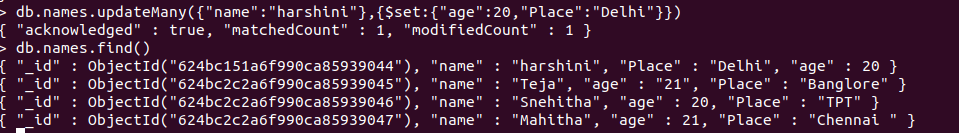 > db.names.updateMany({"name":"harshini"},{$set:{"age":20,"Place":"Delhi"}})
{ "acknowledged" : true, "matchedCount" : 1, "modifiedCount" : 1 }
> db.names.find()
{ "_id" : ObjectId("624bc151a6f990ca85939044"), "name" : "harshini", "Place" : "Delhi", "age" : 20 }
{ "_id" : ObjectId("624bc2c2a6f990ca85939045"), "name" : "Teja", "age" : "21", "Place" : "Banglore" }
{ "_id" : ObjectId("624bc2c2a6f990ca85939046"), "name" : "Snehitha", "age" : 20, "Place" : "TPT" }
{ "_id" : ObjectId("624bc2c2a6f990ca85939047"), "name" : "Mahitha", "age" : 21, "Place" : "Chennai " }